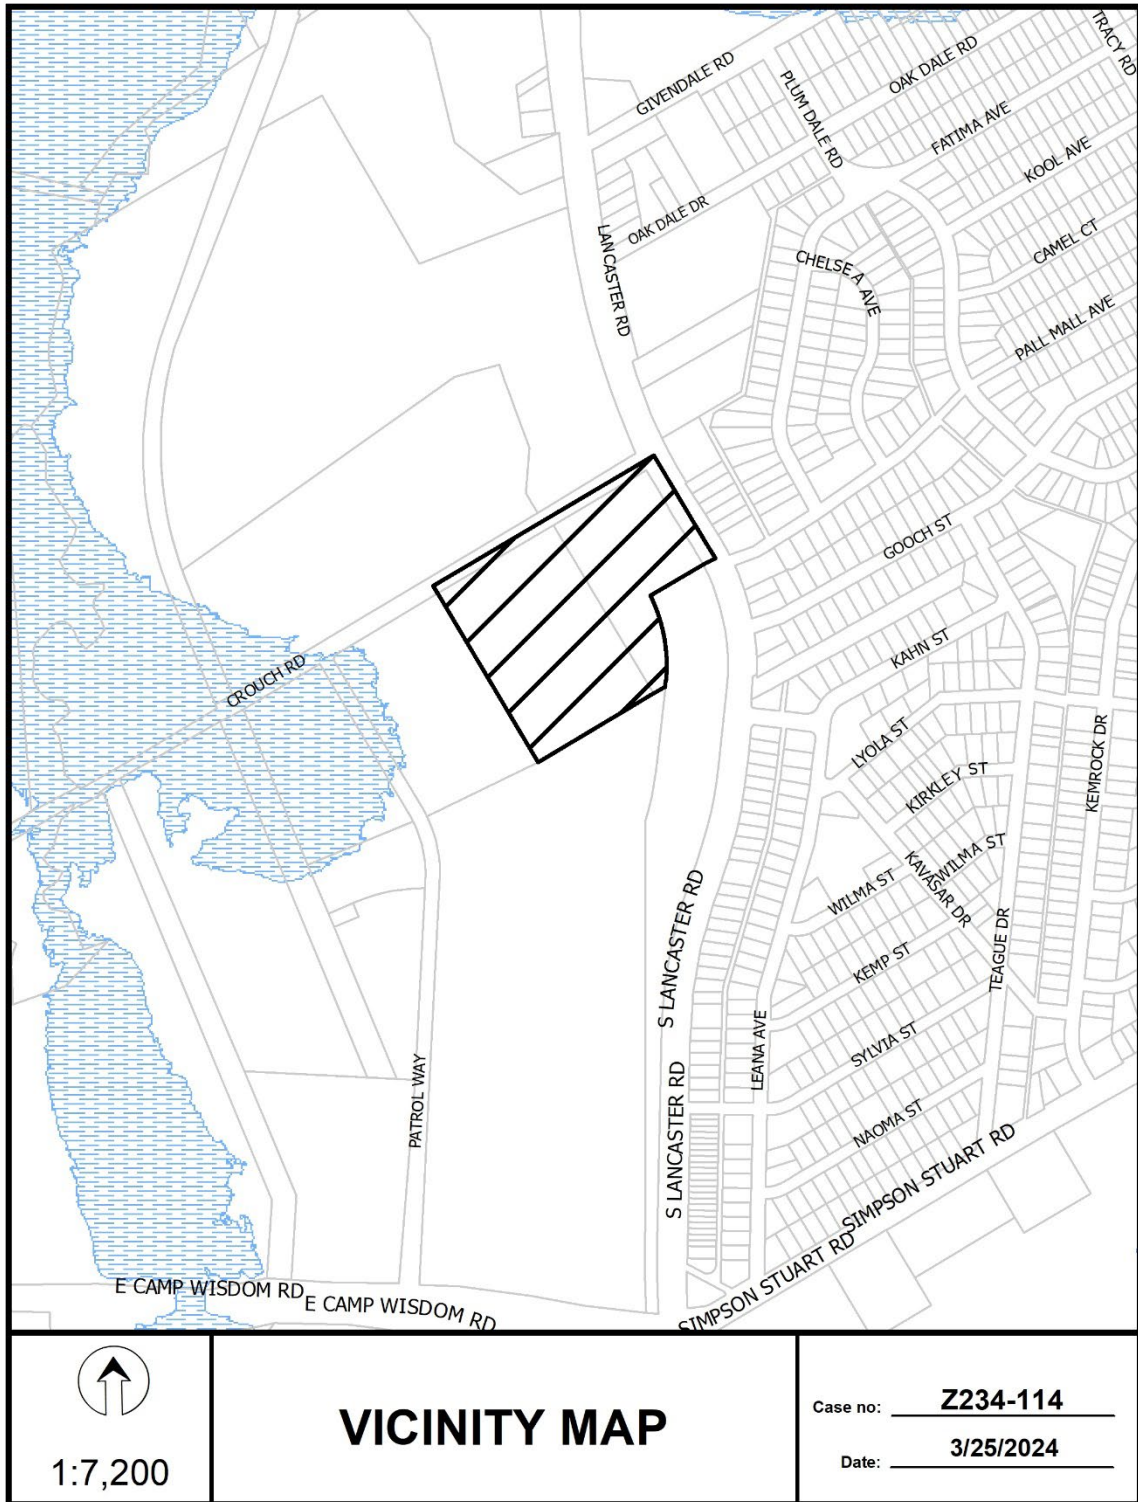 TRACY RD
OAK DALE RD
GIVENDALE RD
PLUM DALE RD
FATIMA AVE
KOOL AVE
OAK DALE DR
LANCASTER RD
CAMEL CT
CHELSEA AVE
PALL MALL AVE
GOOCH ST
KAHN ST
CROUCH RD
LYOLA ST
KIRKLEY ST
KEMROCK DR
WILMA ST
KAVASAR DR
WILMA ST
S LANCASTER RD
KEMP ST
TEAGUE DR
SYLVIA ST
LEANA AVE
PATROL WAY
S LANCASTER RD
NAOMA ST
SIMPSON STUART RD
SIMPSON STUART RD
E CAMP WISDOM RD
E CAMP WISDOM RD
1:7,200
VICINITY MAP
Case no: Z234-114
Date: 3/25/2024